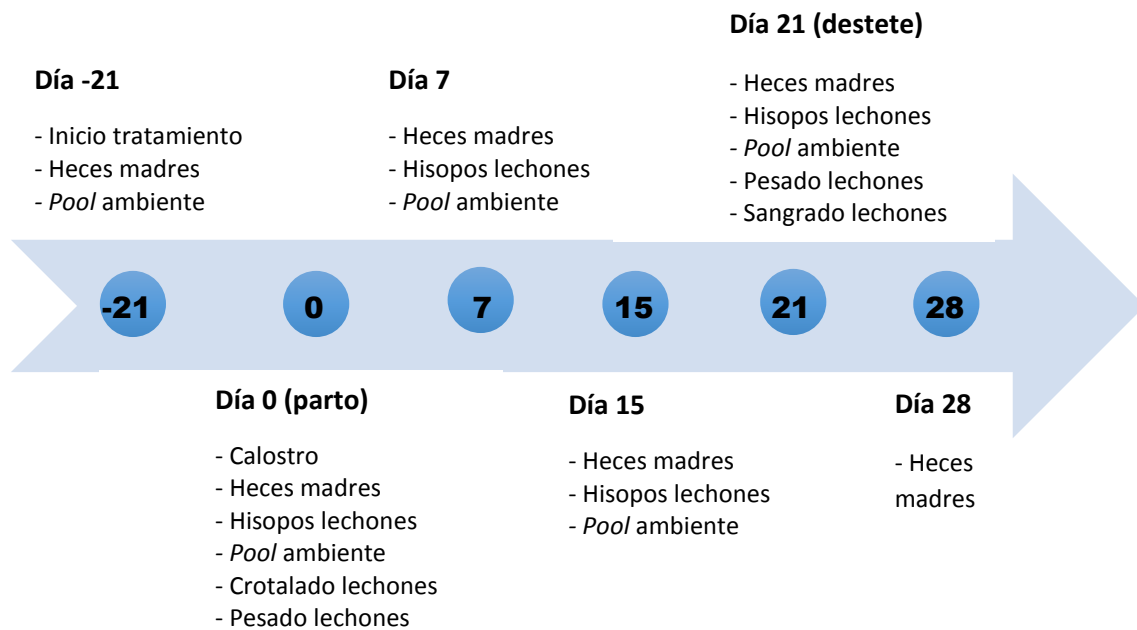 Día -21
- Inicio tratamiento
- Heces madres
- Pool ambiente
Día 7
- Heces madres
- Hisopos lechones
- Pool ambiente
Día 21 (destete)
- Heces madres
- Hisopos lechones
- Pool ambiente
- Pesado lechones
- Sangrado lechones
-21
0
7
15
21
28
Día 0 (parto)
- Calostro
- Heces madres
- Hisopos lechones
- Pool ambiente
- Crotalado lechones
- Pesado lechones
Día 15
- Heces madres
- Hisopos lechones
- Pool ambiente
Día 28
- Heces
madres